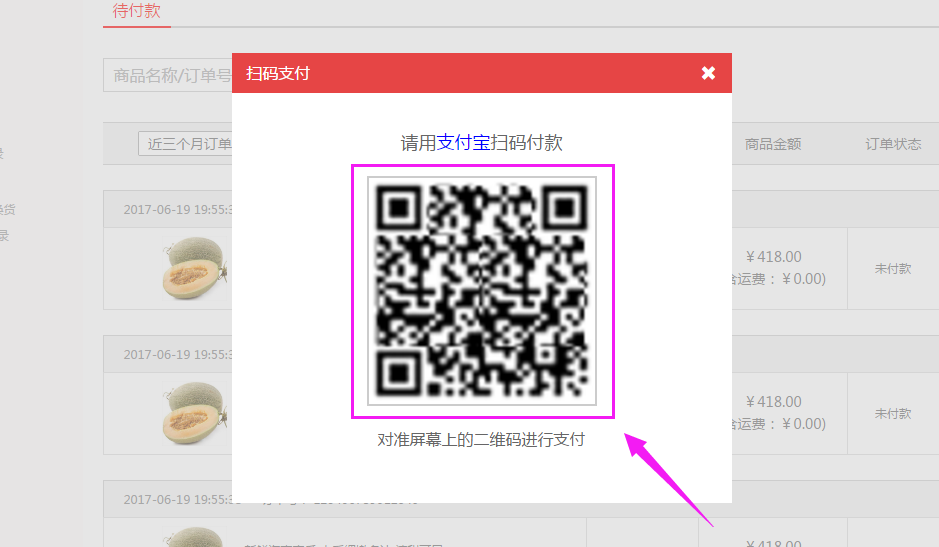 待付款
商品名称/订单号
扫码支付
近三个月订单
商品金额
订单状态
请用支付宝扫码付款
换货
录
2017-06-19 19:55:3
￥418.00
含运费：￥0.00)
未付款
2017-06-19 19:55:3
￥418.00
含运费：￥0.00)
未付款
对准屏幕上的二维码进行支付
2017-06-19 19:55:3
￥418.00